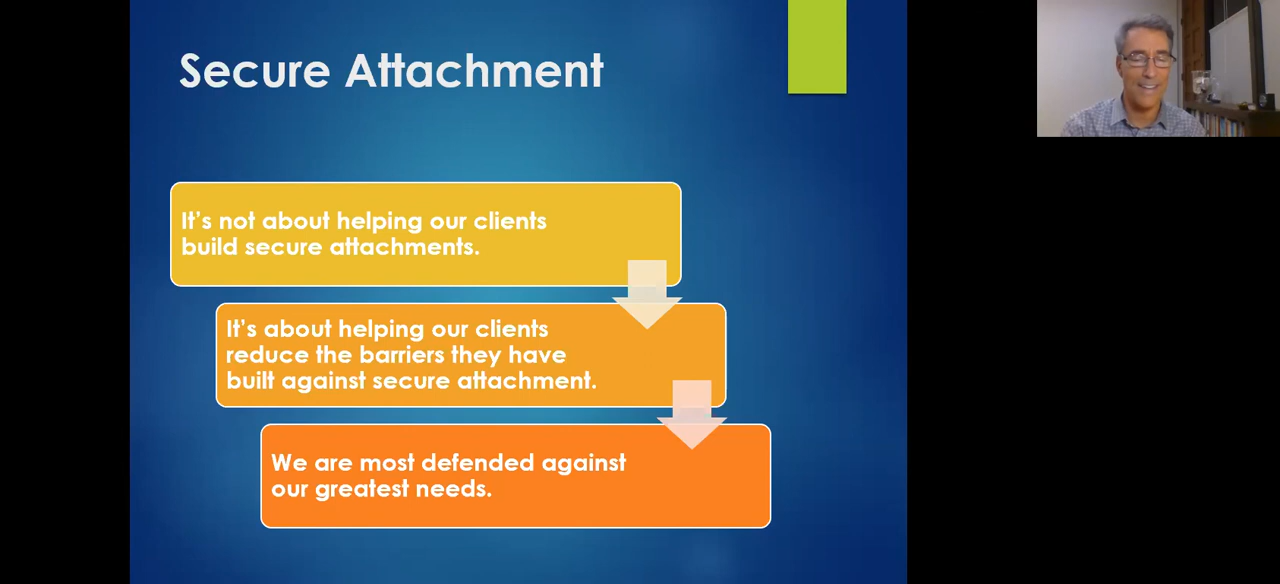 Secure Attachment
It's not about helping our clients
build secure attachments.
It's about helping our clients
reduce the barriers they have
built against secure attachment.
We are most defended against
our greatest needs.